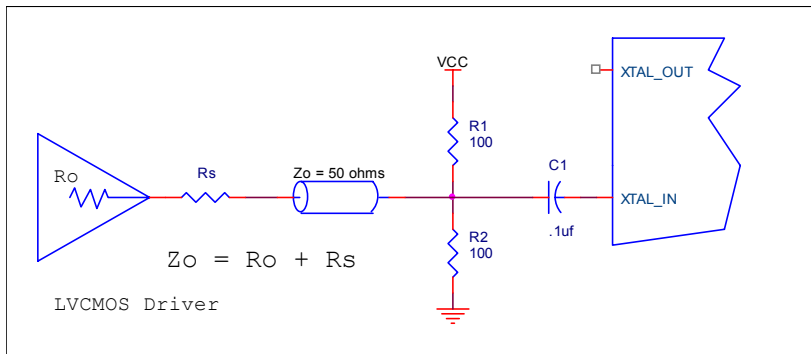 VCC
XTAL_OUT
R1
100
Ro
Rs
Zo = 50 ohms
C1
XTAL_IN
.1uf
R2
100
Zo = Ro + Rs
LVCMOS Driver